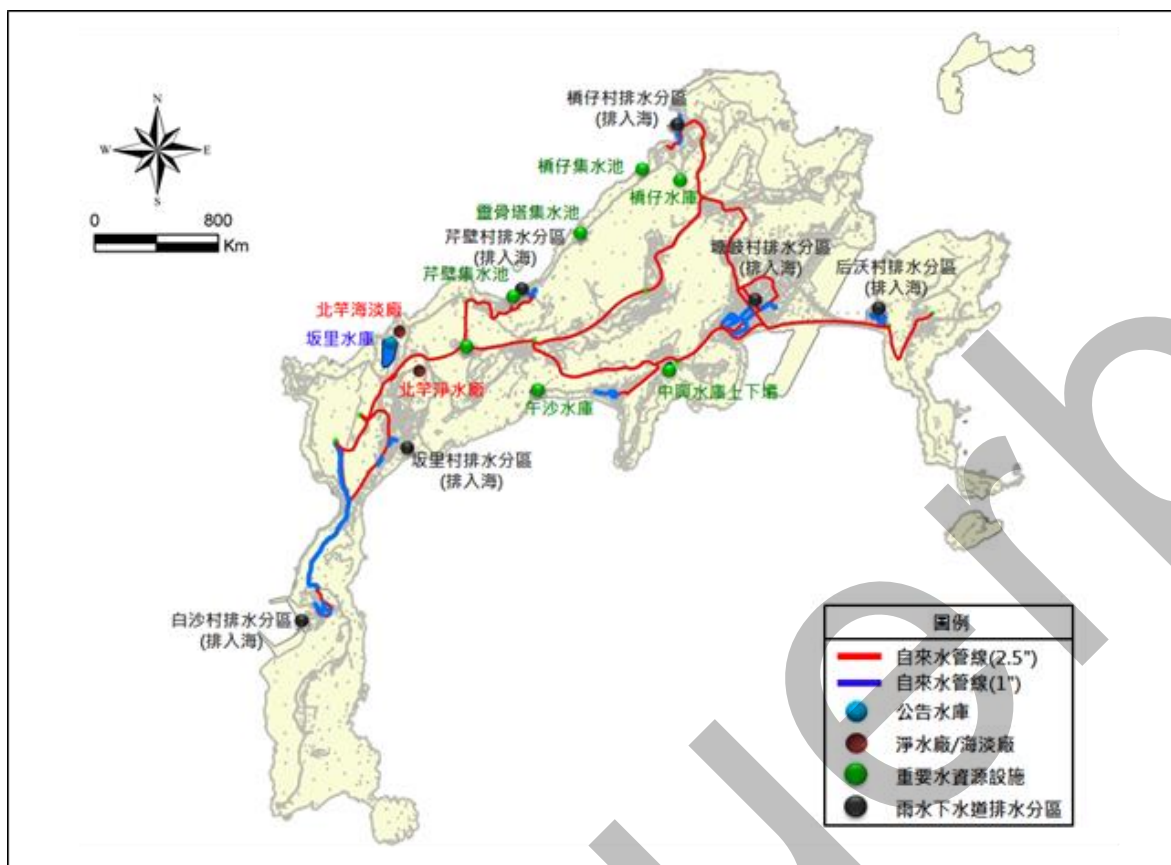 橋仔村排水分區
(排入海)
N
W
E
S
橋仔集水池
橋仔水庫
0
800
Km
靈骨塔集水池
芹壁村排水分區
(排入海)
塘岐村排水分區
(排入海)
后沃村排水分區
(排入海)
芹壁集水池
北竿海淡廠
坂里水庫
北竿淨水廠
午沙水庫
中興水庫上下壩
坂里村排水分區
(排入海)
白沙村排水分區
(排入海)
圖例
自來水管線(2.5")
自來水管線(1")
公告水庫
淨水廠/海淡廠
重要水資源設施
雨水下水道排水分區